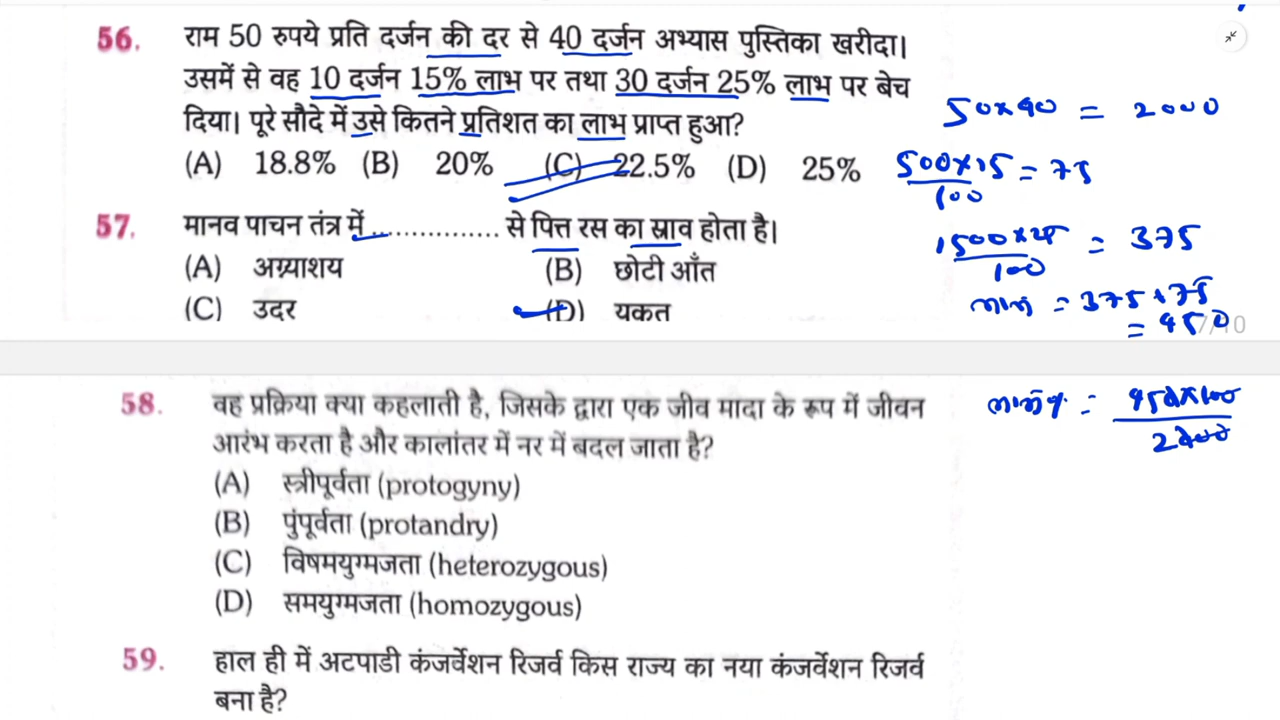 56. राम 50 रुपये प्रति दर्जन की दर से 40 दर्जन अभ्यास पुस्तिका खरीदा।
उसमें से वह 10 दर्जन 15% लाभ पर तथा 30 दर्जन 25% लाभ पर बेच
दिया। पूरे सौदे में उसे कितने प्रतिशत का लाभ प्राप्त हुआ?
(A) 18.8% (B) 20% (C) 22.5% (D) 25%
50×40 = 2000
500×15/100 = 75
1500×25/100 = 375
लाभ = 375+75
= 450
57. मानव पाचन तंत्र में ................ से पित्त रस का स्राव होता है।
(A) अग्र्याशय (B) छोटी आँत
(C) उदर (D) यकत
/10
58. वह प्रक्रिया क्या कहलाती है, जिसके द्वारा एक जीव मादा के रूप में जीवन
आरंभ करता है और कालांतर में नर में बदल जाता है?
लाभ% = 450×100/2000
(A) स्त्रीपूर्वता (protogyny)
(B) पुंपूर्वता (protandry)
(C) विषमयुग्मजता (heterozygous)
(D) समयुग्मजता (homozygous)
59. हाल ही में अटपाडी कंजर्वेशन रिजर्व किस राज्य का नया कंजर्वेशन रिजर्व
बना है?